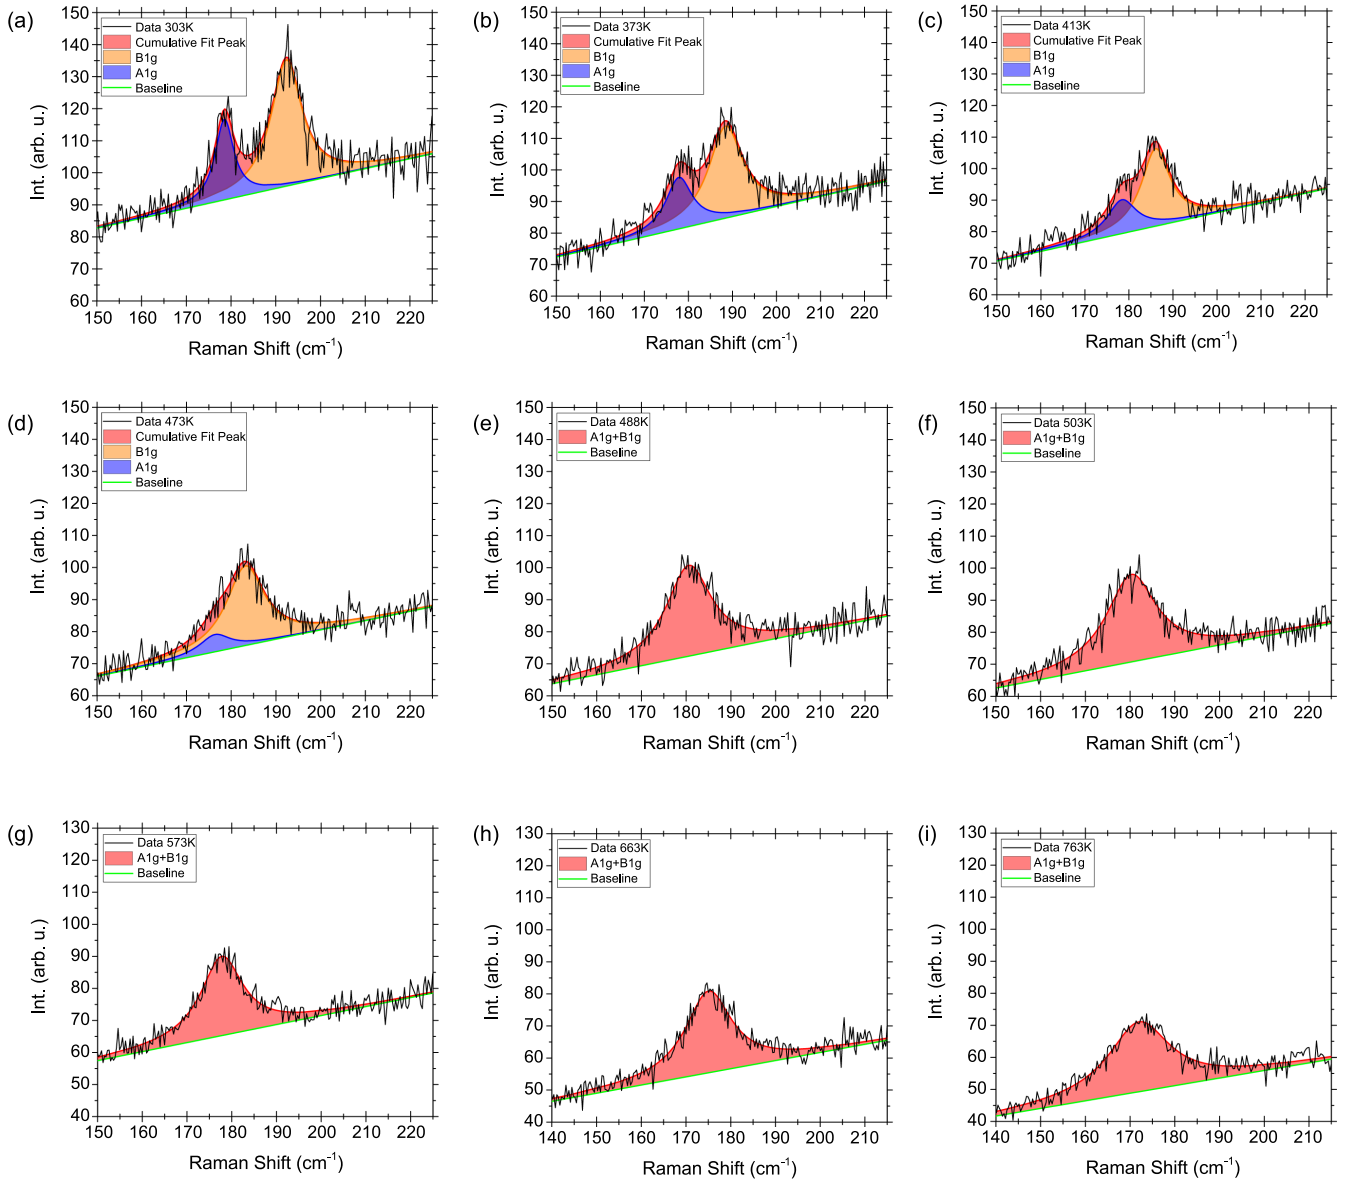 (a)
Data 303K
Cumulative Fit Peak
B1g
A1g
Baseline
Int. (arb. u.)
150
140
130
120
110
100
90
80
70
60
150 160 170 180 190 200 210 220
Raman Shift (cm⁻¹)
(b)
Data 373K
Cumulative Fit Peak
B1g
A1g
Baseline
Int. (arb. u.)
150
140
130
120
110
100
90
80
70
60
150 160 170 180 190 200 210 220
Raman Shift (cm⁻¹)
(c)
Data 413K
Cumulative Fit Peak
B1g
A1g
Baseline
Int. (arb. u.)
150
140
130
120
110
100
90
80
70
60
150 160 170 180 190 200 210 220
Raman Shift (cm⁻¹)
(d)
Data 473K
Cumulative Fit Peak
B1g
A1g
Baseline
Int. (arb. u.)
150
140
130
120
110
100
90
80
70
60
150 160 170 180 190 200 210 220
Raman Shift (cm⁻¹)
(e)
Data 488K
A1g+B1g
Baseline
Int. (arb. u.)
150
140
130
120
110
100
90
80
70
60
150 160 170 180 190 200 210 220
Raman Shift (cm⁻¹)
(f)
Data 503K
A1g+B1g
Baseline
Int. (arb. u.)
150
140
130
120
110
100
90
80
70
60
150 160 170 180 190 200 210 220
Raman Shift (cm⁻¹)
(g)
Data 573K
A1g+B1g
Baseline
Int. (arb. u.)
130
120
110
100
90
80
70
60
50
40
150 160 170 180 190 200 210 220
Raman Shift (cm⁻¹)
(h)
Data 663K
A1g+B1g
Baseline
Int. (arb. u.)
130
120
110
100
90
80
70
60
50
40
140 150 160 170 180 190 200 210
Raman Shift (cm⁻¹)
(i)
Data 763K
A1g+B1g
Baseline
Int. (arb. u.)
130
120
110
100
90
80
70
60
50
40
140 150 160 170 180 190 200 210
Raman Shift (cm⁻¹)